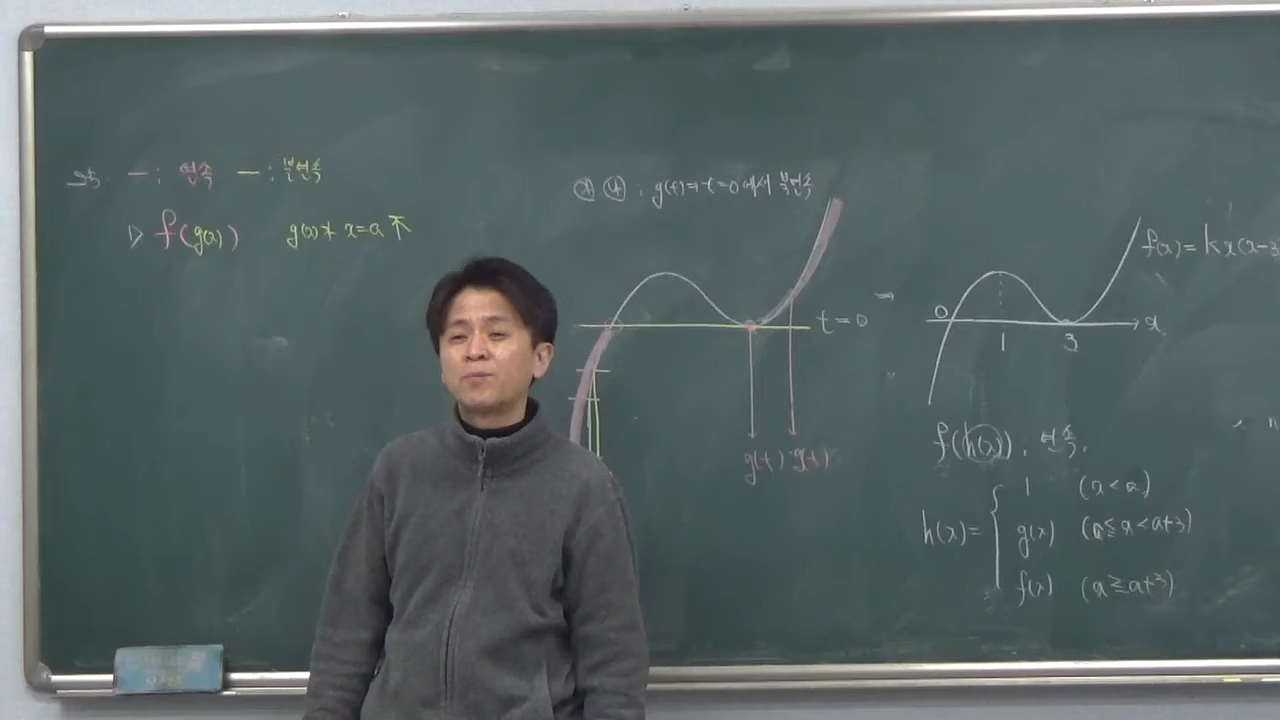 - : 연속 - : 불연속
▷ f(g(x)) g(x)가 x=a 不
㉮ ㉯ : g(t)→t=0에서 불연속
t=0
g(t) g(t)
⇒
f(x)=kx(x-3
0
1 3
x
f(h(x)). 연속.
h(x)= { 1 (x<a)
g(x) (a≤x<a+3)
f(x) (a≥a+3)